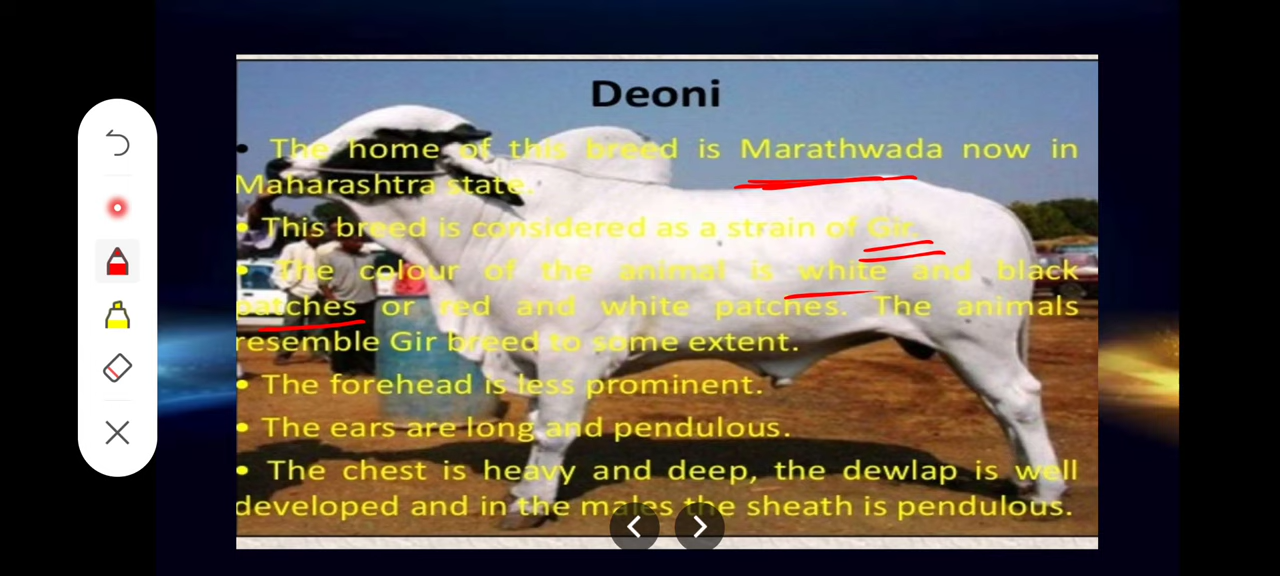 Deoni
• The home of this breed is Marathwada now in
Maharashtra state.
• This breed is considered as a strain of Gir.
• The colour of the animal is white and black
patches or red and white patches. The animals
resemble Gir breed to some extent.
• The forehead is less prominent.
• The ears are long and pendulous.
• The chest is heavy and deep, the dewlap is well
developed and in the males the sheath is pendulous.